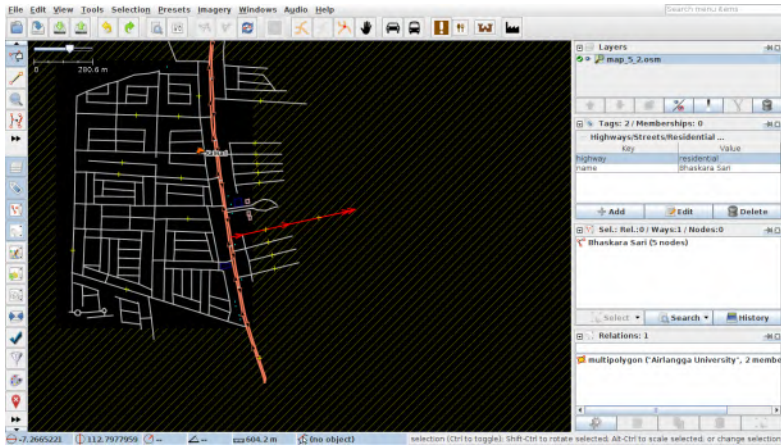 File Edit View Tools Selection Presets Imagery Windows Audio Help
Search menu items
0 280.6 m
Layers
map_5_2.osm
Tags: 2 / Memberships: 0
Highways/Streets/Residential ...
Key Value
highway residential
name Bhaskara Sari
Add Edit Delete
Sel.: Rel.:0 / Ways:1 / Nodes:0
Bhaskara Sari (5 nodes)
Select Search History
Relations: 1
multipolygon ("Airlangga University", 2 membe
-7.2665221 112.7977959 -- -- 604.2 m (no object) selection (Ctrl to toggle); Shift-Ctrl to rotate selected; Alt-Ctrl to scale selected; or change selection